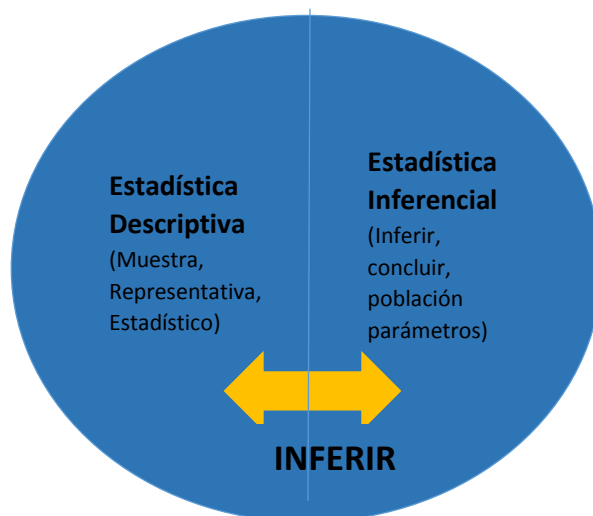 Estadística
Descriptiva
(Muestra,
Representativa,
Estadístico)
Estadística
Inferencial
(Inferir,
concluir,
población
parámetros)
INFERIR